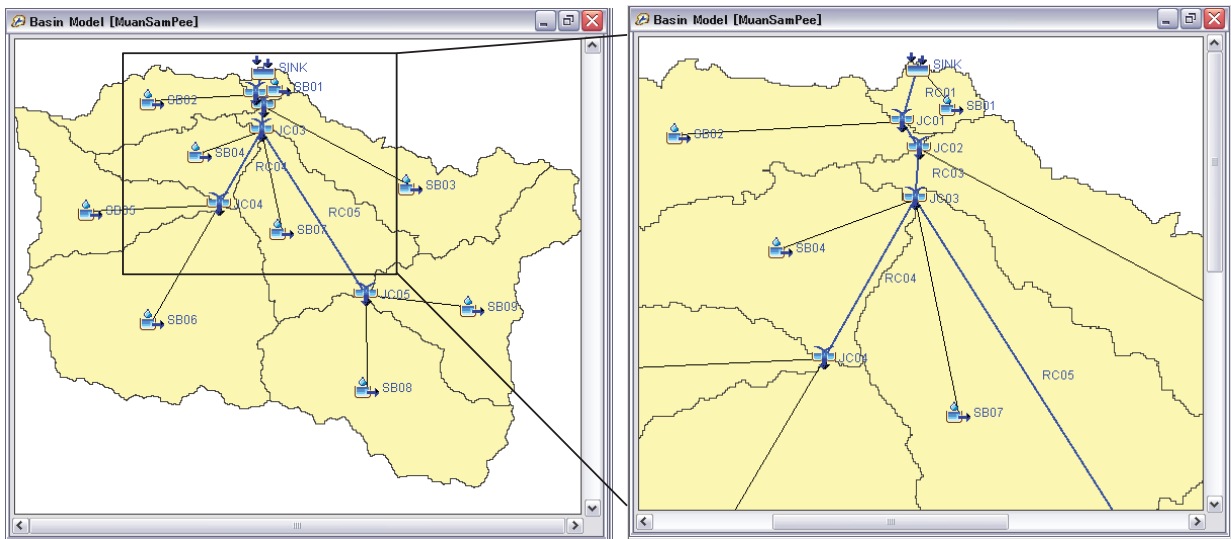 Basin Model [MuanSamPee]
SINK
SB01
SB02
JC03
SB04
RC04
SB03
SB05
JC04
RC05
SB07
JC05
SB09
SB06
SB08
Basin Model [MuanSamPee]
SINK
RC01
SB01
JC01
SB02
JC02
RC03
JC03
SB04
RC04
JC04
RC05
SB07